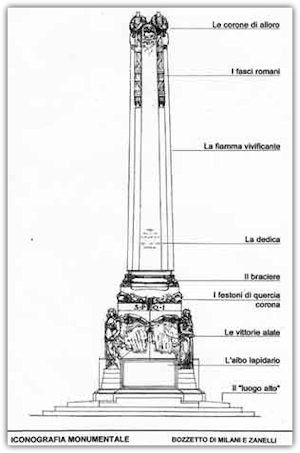 Le corone di alloro
I fasci romani
La fiamma vivificante
La dedica
Il braciere
I festoni di quercia
corona
S·P·Q·I
Le vittorie alate
L'albo lapidario
Il "luogo alto"
ICONOGRAFIA MONUMENTALE
BOZZETTO DI MILANI E ZANELLI